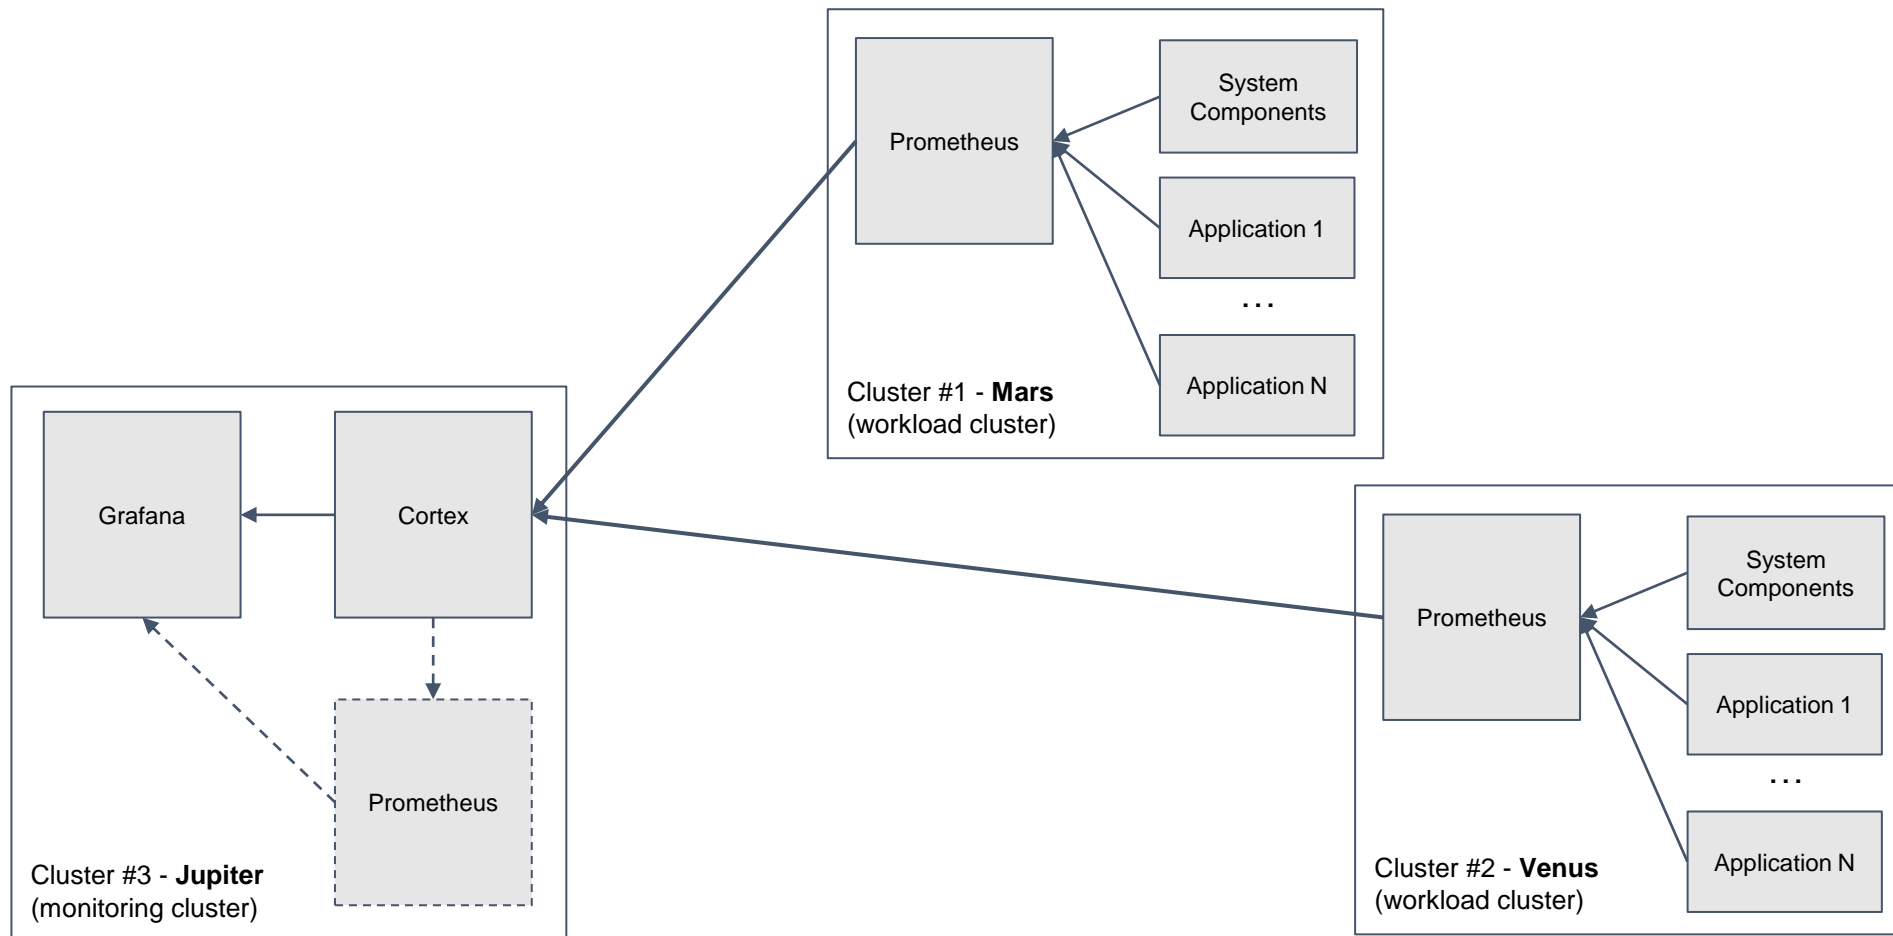 Prometheus
System
Components
Application 1
...
Application N
Cluster #1 - Mars
(workload cluster)
Grafana
Cortex
Prometheus
Cluster #3 - Jupiter
(monitoring cluster)
Prometheus
System
Components
Application 1
...
Application N
Cluster #2 - Venus
(workload cluster)